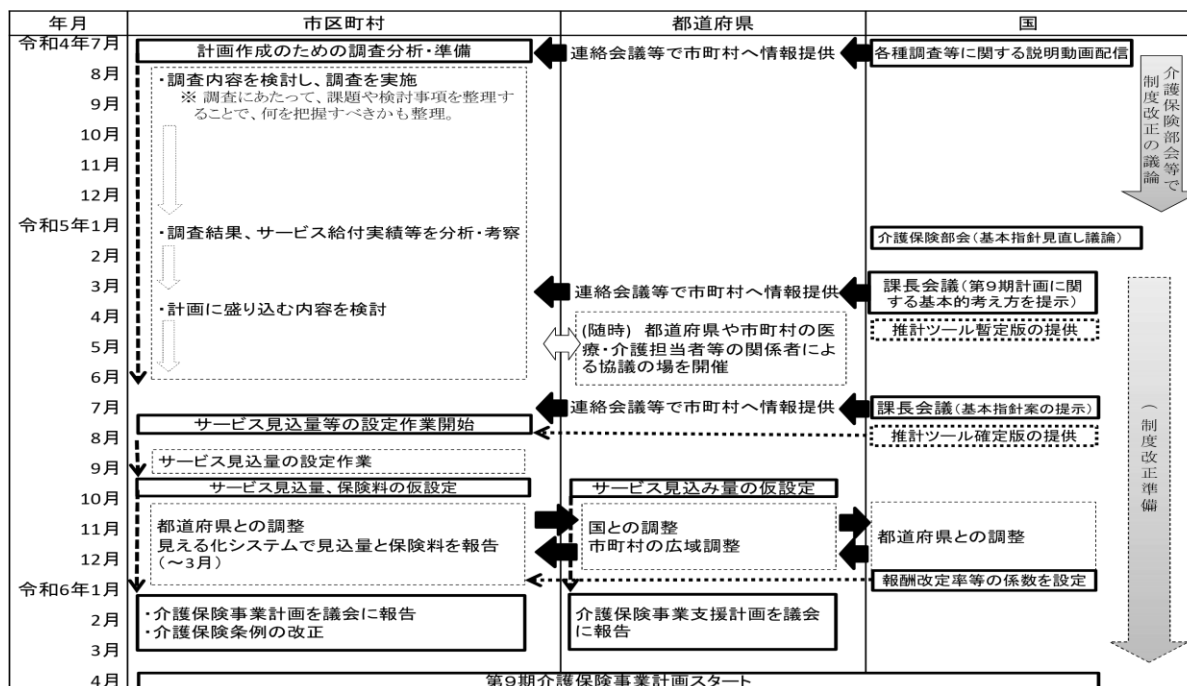 年月
市区町村
都道府県
国
令和4年7月
8月
9月
10月
11月
12月
令和5年1月
2月
3月
4月
5月
6月
7月
8月
9月
10月
11月
12月
令和6年1月
2月
3月
4月
計画作成のための調査分析・準備
・調査内容を検討し、調査を実施
※ 調査にあたって、課題や検討事項を整理す
ることで、何を把握すべきかも整理。
・調査結果、サービス給付実績等を分析・考察
・計画に盛り込む内容を検討
サービス見込量等の設定作業開始
サービス見込量の設定作業
サービス見込量、保険料の仮設定
都道府県との調整
見える化システムで見込量と保険料を報告
(~3月)
・介護保険事業計画を議会に報告
・介護保険条例の改正
連絡会議等で市町村へ情報提供
連絡会議等で市町村へ情報提供
(随時) 都道府県や市町村の医
療・介護担当者等の関係者によ
る協議の場を開催
連絡会議等で市町村へ情報提供
サービス見込み量の仮設定
国との調整
市町村の広域調整
介護保険事業支援計画を議会
に報告
各種調査等に関する説明動画配信
介護保険部会(基本指針見直し議論)
課長会議(第9期計画に関
する基本的考え方を提示)
推計ツール暫定版の提供
課長会議(基本指針案の提示)
推計ツール確定版の提供
都道府県との調整
報酬改定率等の係数を設定
介護保険部会等で
制度改正の議論
(制度改正準備
第9期介護保険事業計画スタート